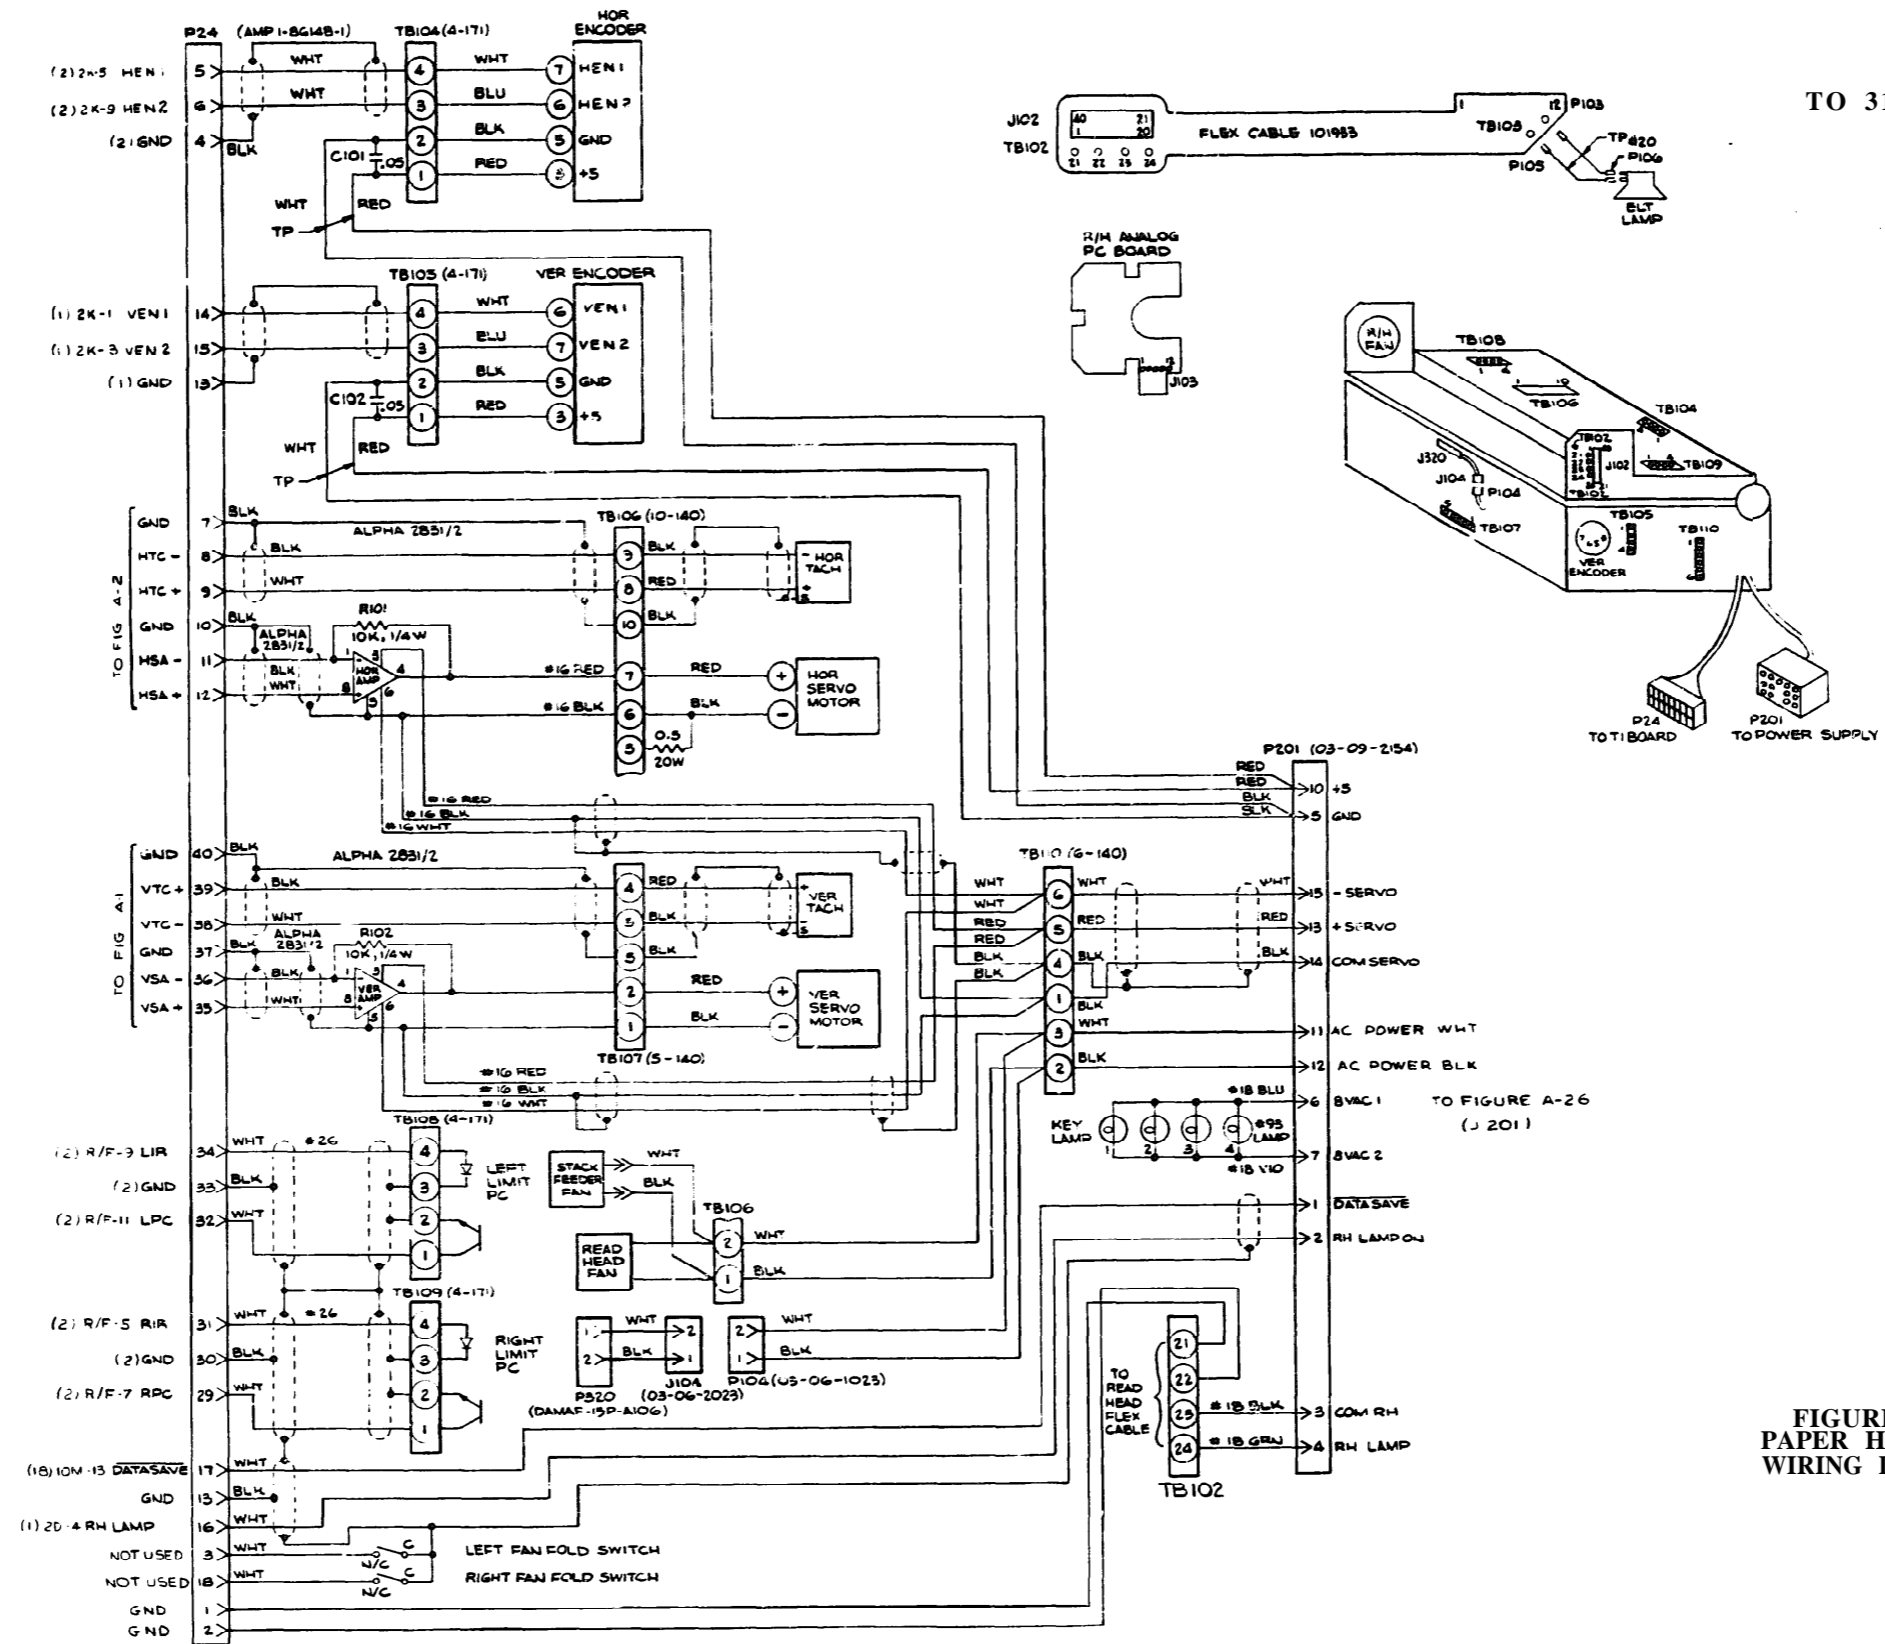 P24 (AMP 1-86148-1) TB104 (4-171) HOR ENCODER
(2) 2K-5 HEN1 5 WHT 4 WHT 7 HEN1
(2) 2K-9 HEN2 6 WHT 3 BLU 6 HEN2
(2) GND 4 BLK 2 BLK 5 GND
C101 .05 1 RED +5
WHT RED
TP
TB105 (4-171) VER ENCODER
(1) 2K-1 VEN1 14 4 WHT 6 VEN1
(1) 2K-3 VEN2 15 3 BLU 7 VEN2
(1) GND 13 2 BLK 5 GND
C102 .05 1 RED 3 +5
WHT RED
TP
TO FIG A-2
GND 7 BLK ALPHA 2831/2 TB106 (10-140)
HTC - 8 BLK 9 BLK - HOR TACH
HTC + 9 WHT 8 RED + S
GND 10 BLK ALPHA 2831/2 R101 10K, 1/4W 10 BLK
HSA - 11 BLK 1 3 HOR AMP 4 #16 RED 7 RED + HOR SERVO MOTOR
HSA + 12 WHT 8 5 6 #16 BLK 6 BLK -
5 0.5 20W
#16 RED
#16 BLK
#16 WHT
TO FIG A-1
GND 40 BLK ALPHA 2831/2
VTC + 39 BLK 4 RED + VER TACH
VTC - 38 WHT BLK - S
GND 37 BLK ALPHA 2831/2 R102 10K, 1/4W BLK
VSA - 36 BLK 3 VER AMP 4 2 RED + VER SERVO MOTOR
VSA + 35 WHT 8 5 6 1 BLK -
TB107 (5-140)
#16 RED
#16 BLK
#16 WHT
TB108 (4-171)
(2) R/F-9 LIR 34 WHT #26 4
(2) GND 33 BLK 3 LEFT LIMIT PC
(2) R/F-11 LPC 32 WHT 2
1
TB109 (4-171)
(2) R/F-5 RIR 31 WHT #26 4
(2) GND 30 BLK 3 RIGHT LIMIT PC
(2) R/F-7 RPC 29 WHT 2
1
(18) 10M-13 DATASAVE 17 WHT
GND 13 BLK
(1) 2D-4 RH LAMP 16 WHT
NOT USED 3 WHT N/C C LEFT FAN FOLD SWITCH
NOT USED 18 WHT N/C C RIGHT FAN FOLD SWITCH
GND 1
GND 2
STACK FEEDER FAN WHT
BLK
TB106
READ HEAD FAN 2 WHT
1 BLK
1 WHT 2 2 WHT
2 BLK 1 1 BLK
P320 (DAMAF-15P-A106)
J104 (03-06-2023)
P104 (03-06-1023)
TB110 (6-140)
WHT 6 WHT WHT
WHT
RED 5 RED RED
RED
BLK 4 BLK BLK
BLK
1 BLK
3 WHT
2 BLK
P201 (03-09-2154)
RED
RED 10 +5
BLK
BLK 5 GND
15 - SERVO
13 + SERVO
14 COM SERVO
11 AC POWER WHT
12 AC POWER BLK
#18 BLU 6 8VAC 1
KEY LAMP 1 2 3 4 #93 LAMP
#18 VIO 7 8VAC 2
TO FIGURE A-26
(J 201)
1 DATASAVE
2 RH LAMP ON
TO READ HEAD FLEX CABLE
21
22
23 #18 BLK 3 COM RH
24 #18 GRN 4 RH LAMP
TB102
J102 40 21
1 20
TB102 21 22 23 24
FLEX CABLE 101983
1 12 P103
TB103
TP #20
P105 P106
ELT LAMP
R/H ANALOG PC BOARD
1 12
J103
R/H FAN
TB108
1 4
TB106
TB104
TB102
J102
TB109
J320
J104
P104
TB107
TB105
TB110
VER ENCODER
P24
TO TI BOARD
P201
TO POWER SUPPLY
TO 31
FIGUR
PAPER H
WIRING